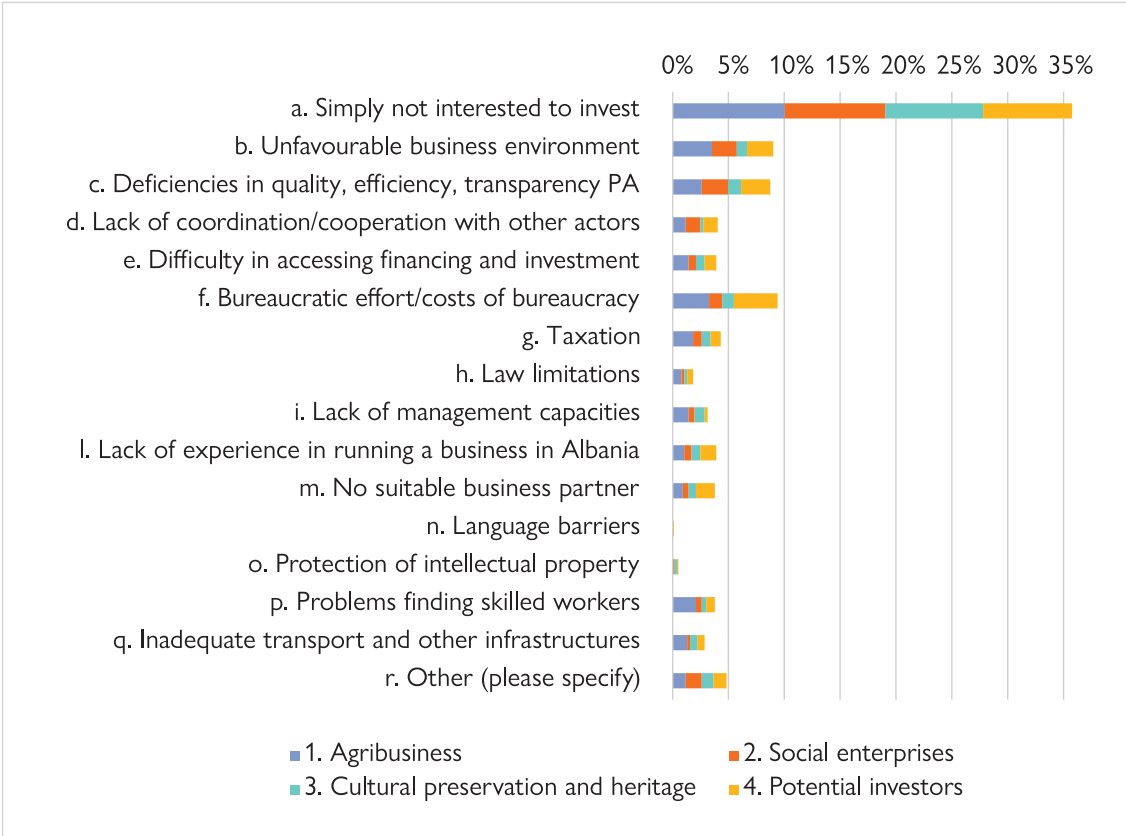 0% 5% 10% 15% 20% 25% 30% 35%
a. Simply not interested to invest
b. Unfavourable business environment
c. Deficiencies in quality, efficiency, transparency PA
d. Lack of coordination/cooperation with other actors
e. Difficulty in accessing financing and investment
f. Bureaucratic effort/costs of bureaucracy
g. Taxation
h. Law limitations
i. Lack of management capacities
l. Lack of experience in running a business in Albania
m. No suitable business partner
n. Language barriers
o. Protection of intellectual property
p. Problems finding skilled workers
q. Inadequate transport and other infrastructures
r. Other (please specify)
1. Agribusiness 2. Social enterprises
3. Cultural preservation and heritage 4. Potential investors